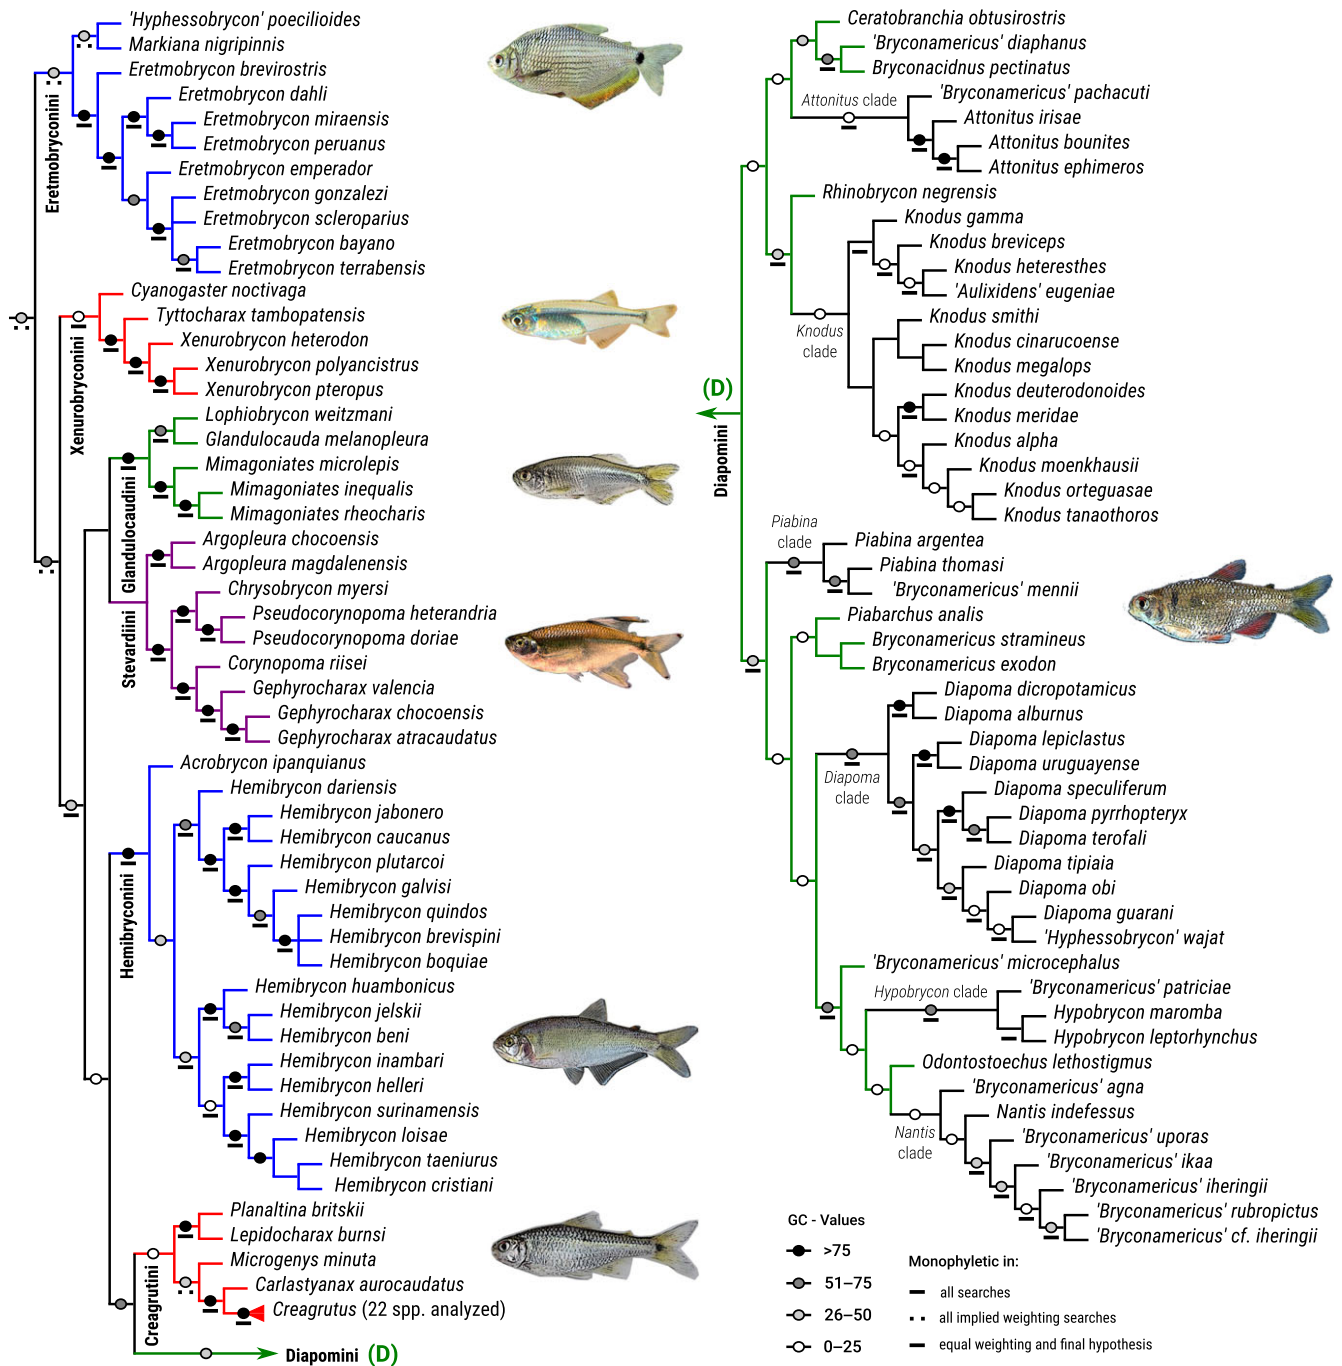 'Hyphessobrycon' poecilioides
Markiana nigripinnis
Eretmobrycon brevirostris
Eretmobrycon dahli
Eretmobrycon miraensis
Eretmobrycon peruanus
Eretmobrycon emperador
Eretmobrycon gonzalezi
Eretmobrycon scleroparius
Eretmobrycon bayano
Eretmobrycon terrabensis
Eretmobryconini
Cyanogaster noctivaga
Tyttocharax tambopatensis
Xenurobrycon heterodon
Xenurobrycon polyancistrus
Xenurobrycon pteropus
Xenurobryconini
Lophiobrycon weitzmani
Glandulocauda melanopleura
Mimagoniates microlepis
Mimagoniates inequalis
Mimagoniates rheocharis
Glandulocaudini
Argopleura chocoensis
Argopleura magdalenensis
Chrysobrycon myersi
Pseudocorynopoma heterandria
Pseudocorynopoma doriae
Corynopoma riisei
Gephyrocharax valencia
Gephyrocharax chocoensis
Gephyrocharax atracaudatus
Stevardiini
Acrobrycon ipanquianus
Hemibrycon dariensis
Hemibrycon jabonero
Hemibrycon caucanus
Hemibrycon plutarcoi
Hemibrycon galvisi
Hemibrycon quindos
Hemibrycon brevispini
Hemibrycon boquiae
Hemibrycon huambonicus
Hemibrycon jelskii
Hemibrycon beni
Hemibrycon inambari
Hemibrycon helleri
Hemibrycon surinamensis
Hemibrycon loisae
Hemibrycon taeniurus
Hemibrycon cristiani
Hemibryconini
Planaltina britskii
Lepidocharax burnsi
Microgenys minuta
Carlastyanax aurocaudatus
Creagrutus (22 spp. analyzed)
Creagrutini
Diapomini (D)
Ceratobranchia obtusirostris
'Bryconamericus' diaphanus
Bryconacidnus pectinatus
Attonitus clade
'Bryconamericus' pachacuti
Attonitus irisae
Attonitus bounites
Attonitus ephimeros
Rhinobrycon negrensis
Knodus gamma
Knodus breviceps
Knodus heteresthes
'Aulixidens' eugeniae
Knodus
clade
Knodus smithi
Knodus cinarucoense
Knodus megalops
Knodus deuterodonoides
Knodus meridae
Knodus alpha
Knodus moenkhausii
Knodus orteguasae
Knodus tanaothoros
(D)
Diapomini
Piabina
clade
Piabina argentea
Piabina thomasi
'Bryconamericus' mennii
Piabarchus analis
Bryconamericus stramineus
Bryconamericus exodon
Diapoma dicropotamicus
Diapoma alburnus
Diapoma lepiclastus
Diapoma uruguayense
Diapoma
clade
Diapoma speculiferum
Diapoma pyrrhopteryx
Diapoma terofali
Diapoma tipiaia
Diapoma obi
Diapoma guarani
'Hyphessobrycon' wajat
'Bryconamericus' microcephalus
Hypobrycon clade
'Bryconamericus' patriciae
Hypobrycon maromba
Hypobrycon leptorhynchus
Odontostoechus lethostigmus
'Bryconamericus' agna
Nantis indefessus
Nantis
clade
'Bryconamericus' uporas
'Bryconamericus' ikaa
'Bryconamericus' iheringii
'Bryconamericus' rubropictus
'Bryconamericus' cf. iheringii
GC - Values
>75
51–75
26–50
0–25
Monophyletic in:
all searches
all implied weighting searches
equal weighting and final hypothesis